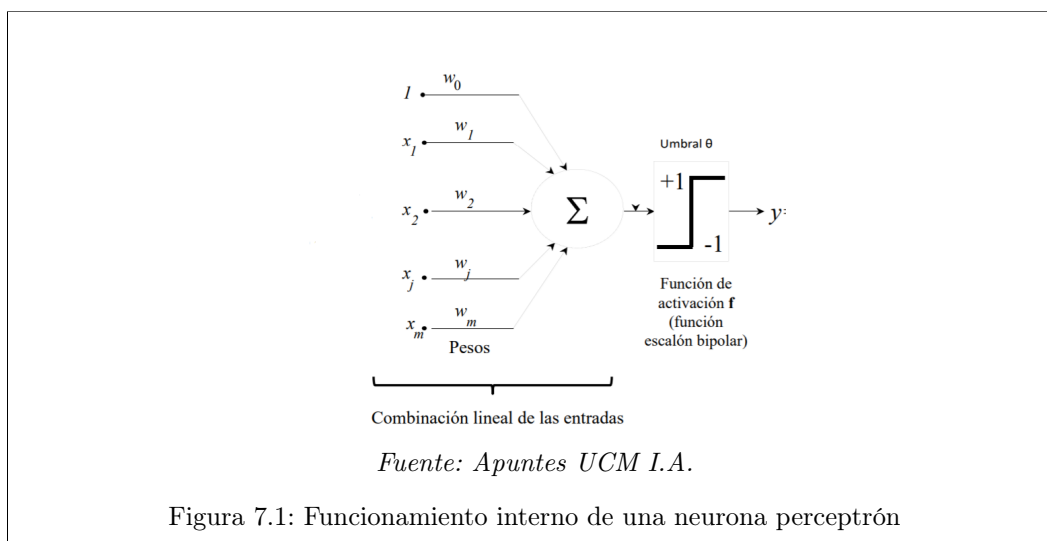 1 w0
x1 w1
x2 w2
xj wj
xm wm
Pesos
Σ
Umbral θ
+1
-1
y=
Función de
activación f
(función
escalón bipolar)
Combinación lineal de las entradas
Fuente: Apuntes UCM I.A.
Figura 7.1: Funcionamiento interno de una neurona perceptrón